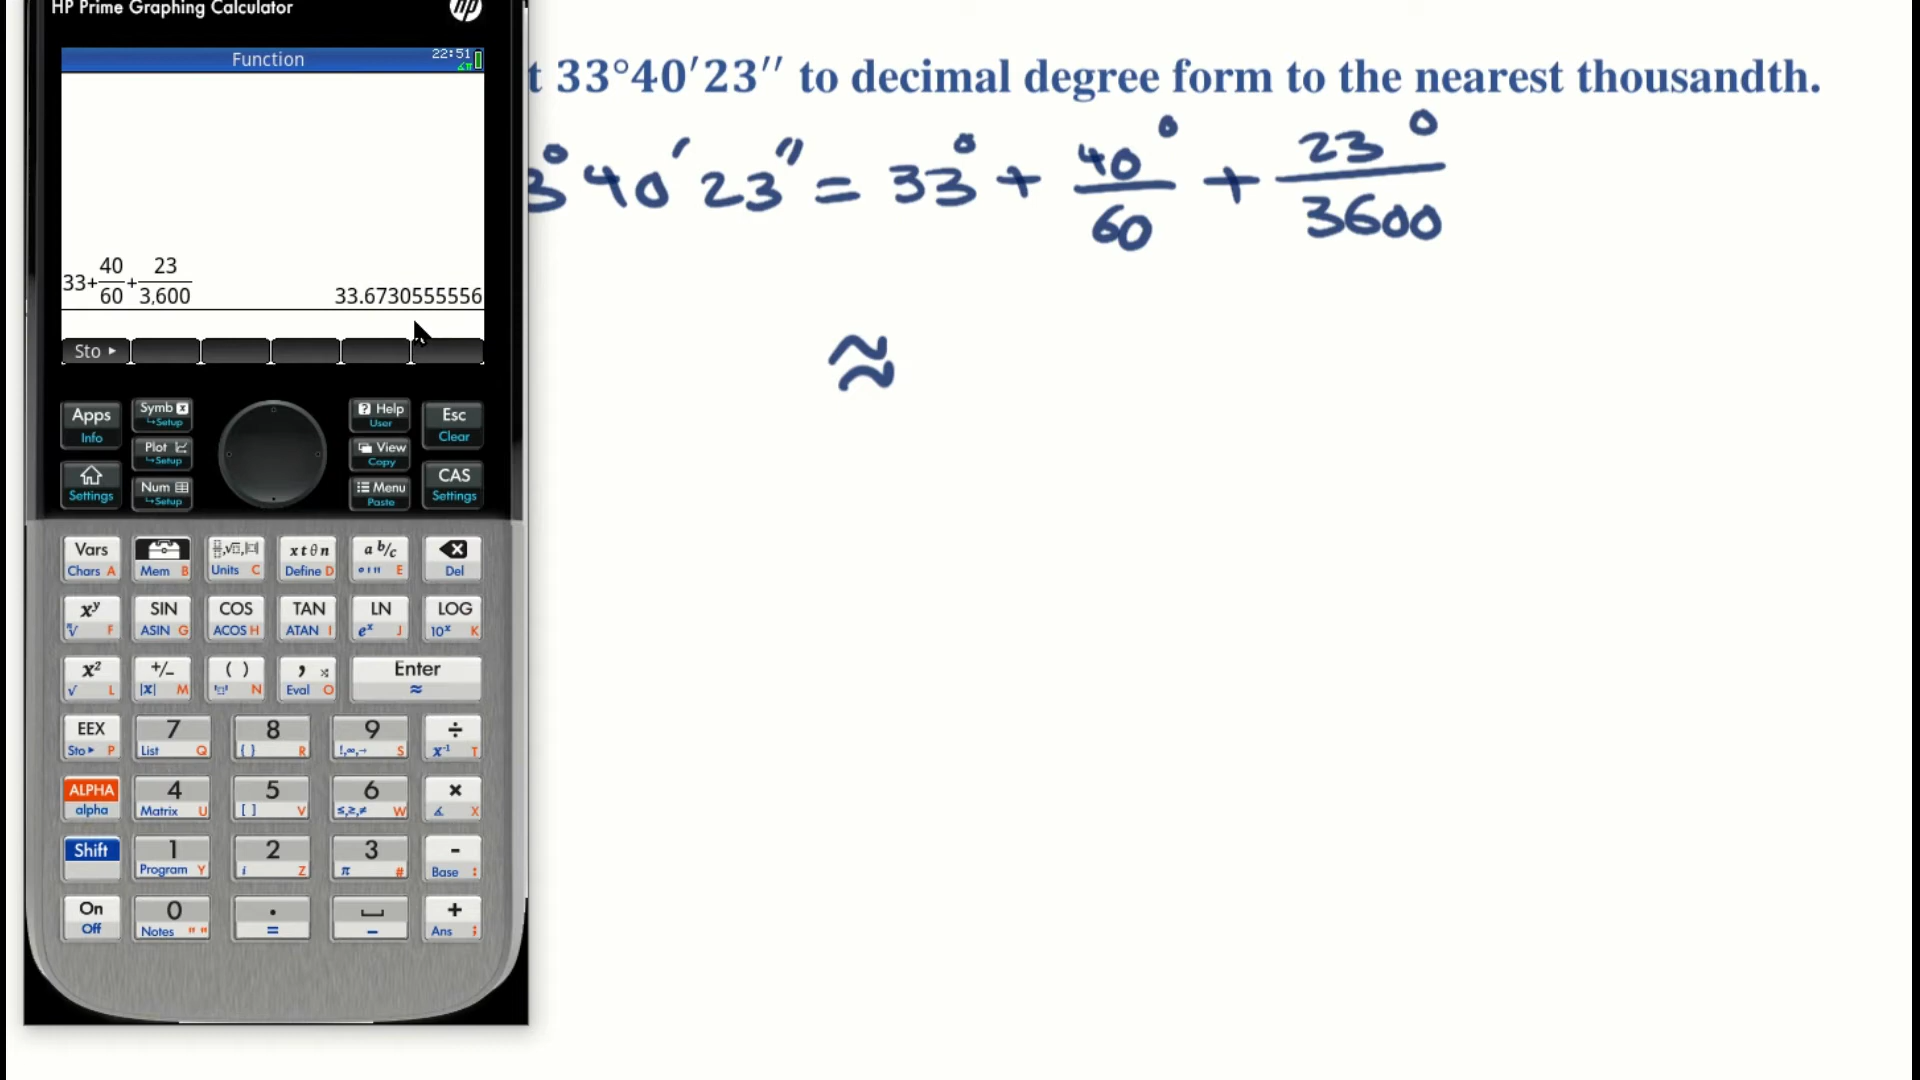 HP Prime Graphing Calculator hp
Function 22:51 ∡π
t 33°40′23″ to decimal degree form to the nearest thousandth.
3° 40′ 23″ = 33° + 40/60° + 23/3600°
33+40/60+23/3,600 33.6730555556
≈
Sto ▸
Apps Info Symb ↪Setup ? Help User Esc Clear
Plot ↪Setup View Copy
Settings Num ↪Setup Menu Paste CAS Settings
Vars Chars A Mem B Units C x t θ n Define D a b/c ° ′ ″ E Del
xʸ F SIN ASIN G COS ACOS H TAN ATAN I LN eˣ J LOG 10ˣ K
x² √ L +/- |x| M ( ) N , Eval O Enter ≈
EEX Sto ▸ P 7 List Q 8 { } R 9 !,∞,→ S ÷ x⁻¹ T
ALPHA alpha 4 Matrix U 5 [ ] V 6 ≤,≥,≠ W × ∡ X
Shift 1 Program Y 2 i Z 3 π # - Base :
On Off 0 Notes " " . = ␣ _ + Ans ;